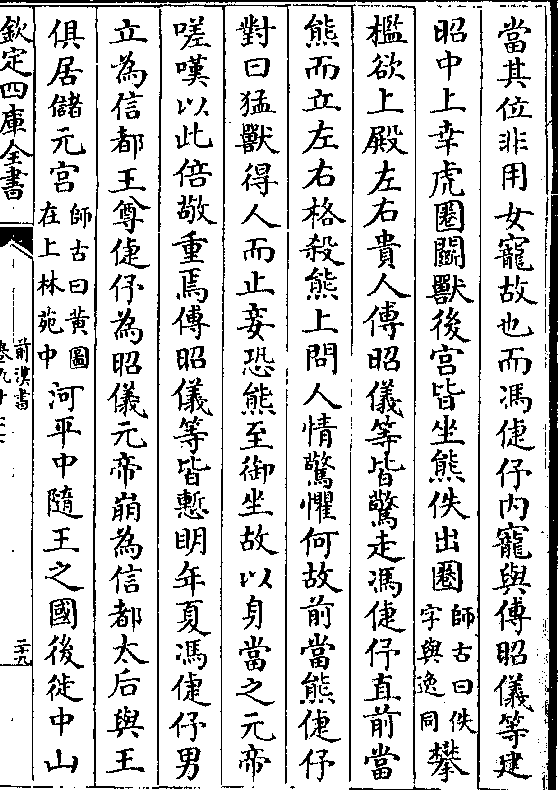 當其位非用女寵故也而馮倢伃内寵與傅昭儀等建
昭中上幸虎圈鬬獸後宫皆坐熊佚出圈師古曰佚字與逸同攀
檻欲上殿左右貴人傅昭儀等皆驚走馮倢伃直前當
熊而立左右格殺熊上問人情驚懼何故前當熊倢伃
對曰猛獸得人而止妾恐熊至御坐故以身當之元帝
嗟嘆以此倍敬重焉傅昭儀等皆慙明年夏馮倢伃男
立為信都王尊倢伃為昭儀元帝崩為信都太后與王
俱居儲元宫師古曰黄圖在上林苑中河平中隨王之國後徙中山
欽定四庫全書
前漢書
卷九十
二十九